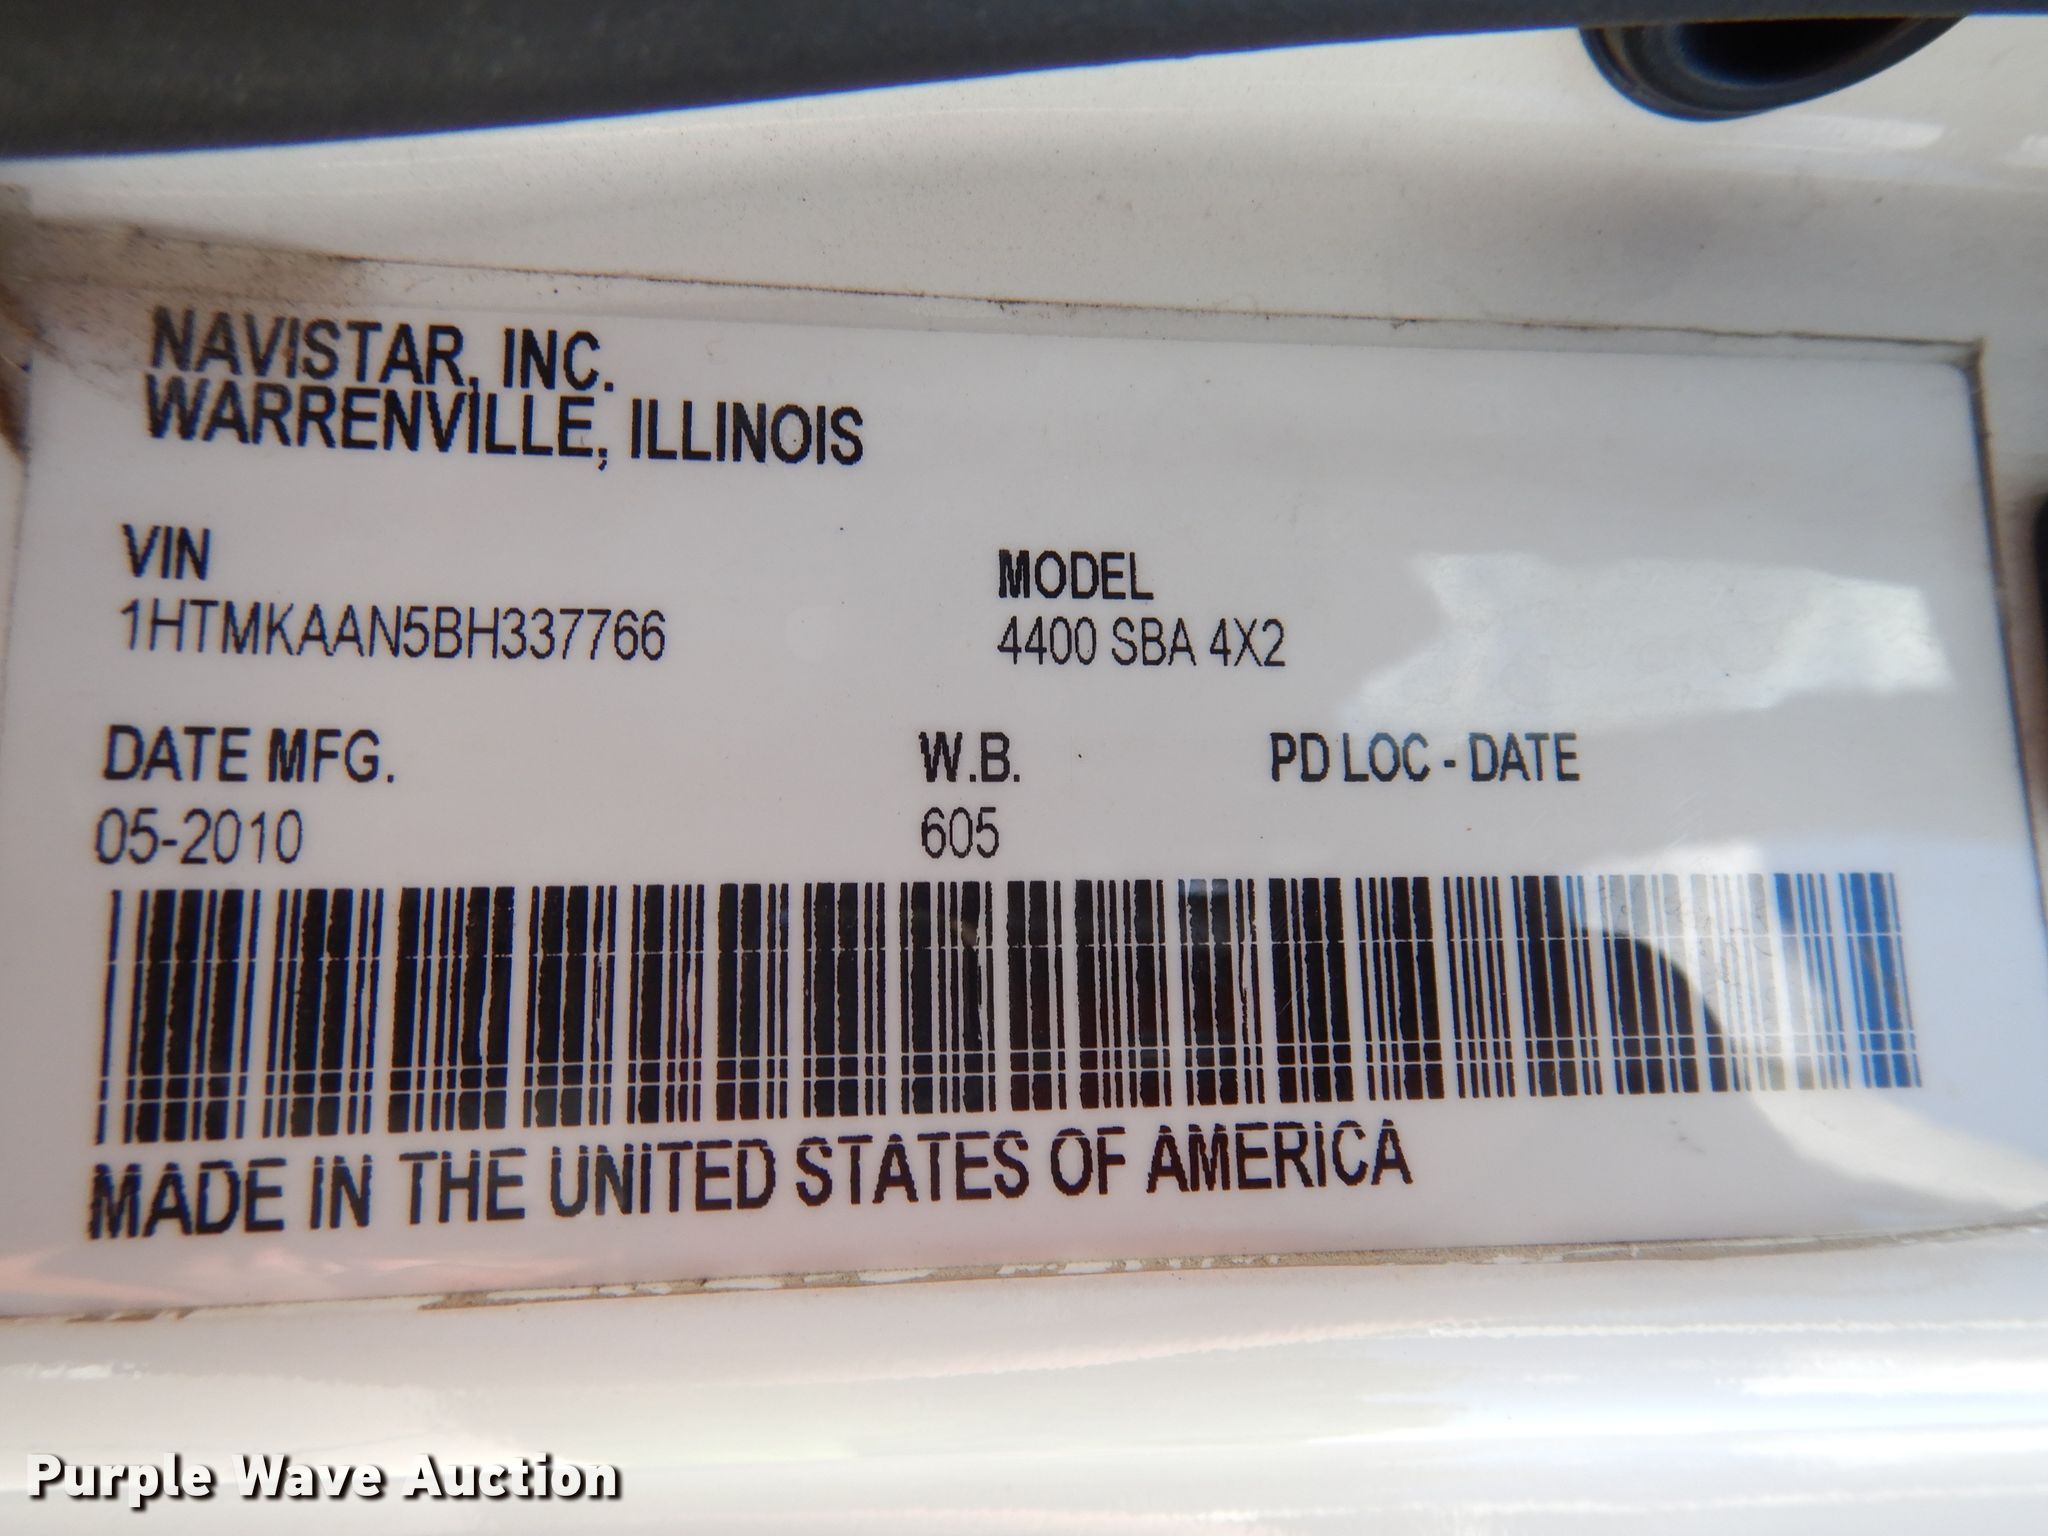 NAVISTAR, INC.
WARRENVILLE, ILLINOIS
VIN MODEL
1HTMKAAN5BH337766 4400 SBA 4X2
DATE MFG. W.B. PD LOC - DATE
05-2010 605
MADE IN THE UNITED STATES OF AMERICA
Purple Wave Auction